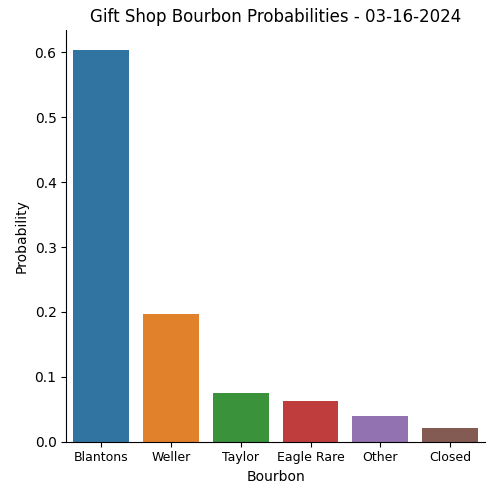 Gift Shop Bourbon Probabilities - 03-16-2024
Probability
0.6
0.5
0.4
0.3
0.2
0.1
0.0
Blantons Weller Taylor Eagle Rare Other Closed
Bourbon